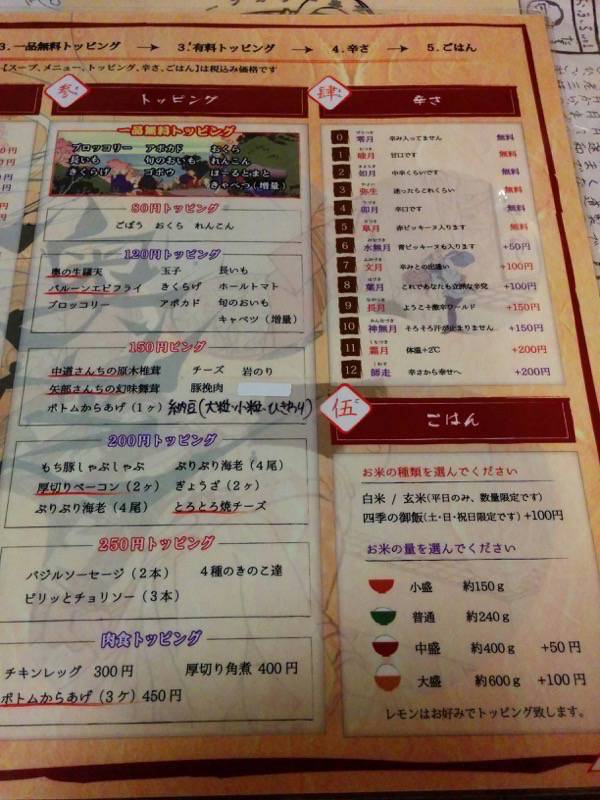 3.一品無料トッピング → 3.'有料トッピング → 4.辛さ → 5.ごはん
【スープ、メニュー、トッピング、辛さ、ごはん】は税込み価格です
参 トッピング
一品無料トッピング
ブロッコリー アボカド おくら
長いも 旬のおいも れんこん
きくらげ ゴボウ ほーるとまと
きゃべつ(増量)
80円トッピング
ごぼう おくら れんこん
120円トッピング
奥の生羅天 玉子 長いも
バルーンエビフライ きくらげ ホールトマト
ブロッコリー アボカド 旬のおいも
キャベツ(増量)
150円ピング
中道さんちの原木椎茸 チーズ 岩のり
矢部さんちの幻味舞茸 豚挽肉
ボトムからあげ(1ヶ) 納豆(大粒・小粒・ひきわり)
200円トッピング
もち豚しゃぶしゃぶ ぷりぷり海老(4尾)
厚切りベーコン(2ヶ) ぎょうざ(2ヶ)
ぷりぷり海老(4尾) とろとろ焼チーズ
250円トッピング
バジルソーセージ(2本) 4種のきのこ達
ピリッとチョリソー(3本)
肉食トッピング
チキンレッグ 300円 厚切り角煮 400円
ボトムからあげ(3ケ) 450円
肆 辛さ
0 零月 辛み入ってません 無料
1 睦月 甘口です 無料
2 如月 中辛くらいです 無料
3 弥生 迷ったらこれくらい 無料
4 卯月 辛口です 無料
5 皐月 赤ピッキーヌ入ります 無料
6 水無月 青ピッキーヌも入ります +50円
7 文月 辛みとの出逢い +100円
8 葉月 これであなたも立派な辛党 +100円
9 長月 ようこそ激辛ワールド +150円
10 神無月 そろそろ汗が止まりません +150円
11 霜月 体温+2℃ +200円
12 師走 辛さから幸せへ +200円
伍 ごはん
お米の種類を選んでください
白米 / 玄米(平日のみ、数量限定です)
四季の御飯(土・日・祝日限定です)+100円
お米の量を選んでください
小盛 約150g
普通 約240g
中盛 約400g +50円
大盛 約600g +100円
レモンはお好みでトッピング致します。